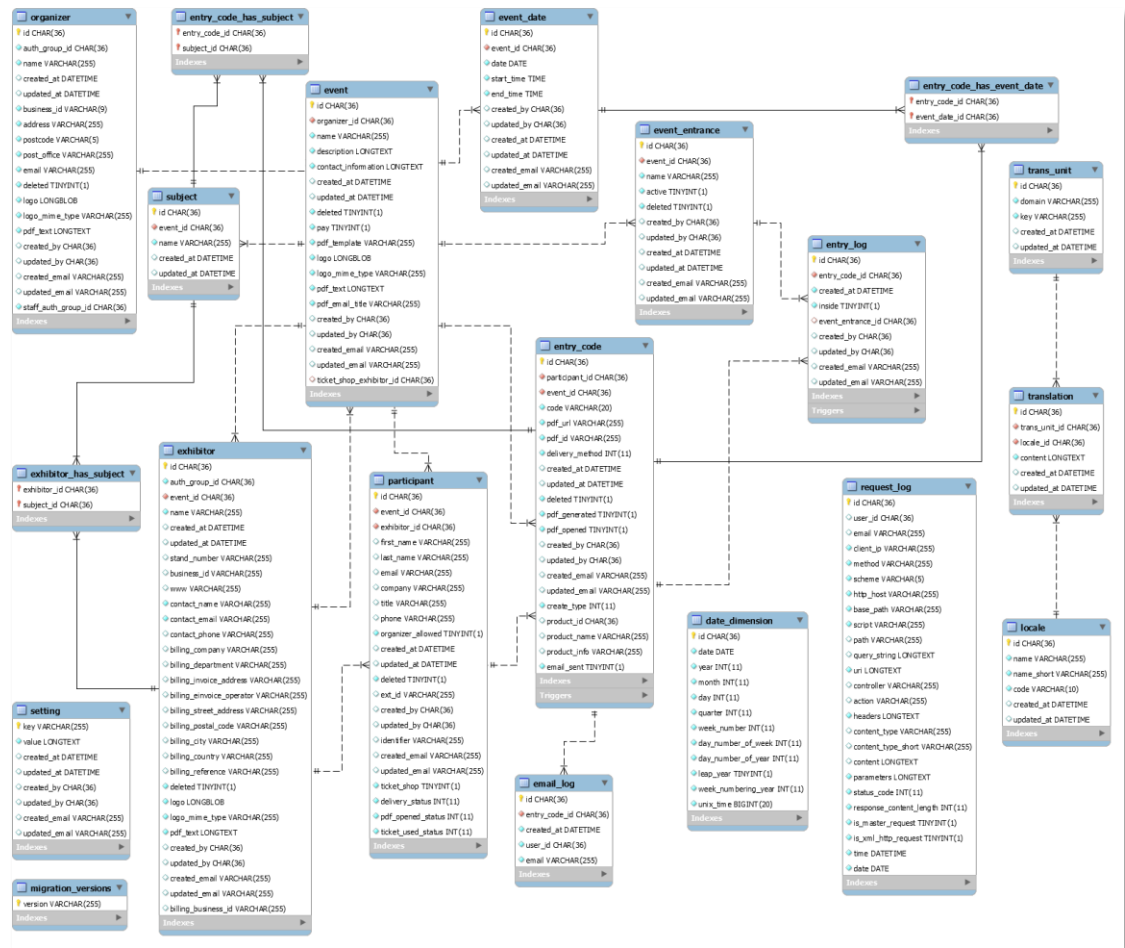 organizer
id CHAR(36)
auth_group_id CHAR(36)
name VARCHAR(255)
created_at DATETIME
updated_at DATETIME
business_id VARCHAR(9)
address VARCHAR(255)
postcode VARCHAR(5)
post_office VARCHAR(255)
email VARCHAR(255)
deleted TINYINT(1)
logo LONGBLOB
logo_mime_type VARCHAR(255)
pdf_text LONGTEXT
created_by CHAR(36)
updated_by CHAR(36)
created_email VARCHAR(255)
updated_email VARCHAR(255)
staff_auth_group_id CHAR(36)
Indexes
entry_code_has_subject
entry_code_id CHAR(36)
subject_id CHAR(36)
Indexes
subject
id CHAR(36)
event_id CHAR(36)
name VARCHAR(255)
created_at DATETIME
updated_at DATETIME
Indexes
event
id CHAR(36)
organizer_id CHAR(36)
name VARCHAR(255)
description LONGTEXT
contact_information LONGTEXT
created_at DATETIME
updated_at DATETIME
deleted TINYINT(1)
pay TINYINT(1)
pdf_template VARCHAR(255)
logo LONGBLOB
logo_mime_type VARCHAR(255)
pdf_text LONGTEXT
pdf_email_title VARCHAR(255)
created_by CHAR(36)
updated_by CHAR(36)
created_email VARCHAR(255)
updated_email VARCHAR(255)
ticket_shop_exhibitor_id CHAR(36)
Indexes
event_date
id CHAR(36)
event_id CHAR(36)
date DATE
start_time TIME
end_time TIME
created_by CHAR(36)
updated_by CHAR(36)
created_at DATETIME
updated_at DATETIME
created_email VARCHAR(255)
updated_email VARCHAR(255)
Indexes
event_entrance
id CHAR(36)
event_id CHAR(36)
name VARCHAR(255)
active TINYINT(1)
deleted TINYINT(1)
created_by CHAR(36)
updated_by CHAR(36)
created_at DATETIME
updated_at DATETIME
created_email VARCHAR(255)
updated_email VARCHAR(255)
Indexes
entry_code_has_event_date
entry_code_id CHAR(36)
event_date_id CHAR(36)
Indexes
entry_log
id CHAR(36)
entry_code_id CHAR(36)
created_at DATETIME
inside TINYINT(1)
event_entrance_id CHAR(36)
created_by CHAR(36)
updated_by CHAR(36)
created_email VARCHAR(255)
updated_email VARCHAR(255)
Indexes
Triggers
trans_unit
id CHAR(36)
domain VARCHAR(255)
key VARCHAR(255)
created_at DATETIME
updated_at DATETIME
Indexes
translation
id CHAR(36)
trans_unit_id CHAR(36)
locale_id CHAR(36)
content LONGTEXT
created_at DATETIME
updated_at DATETIME
Indexes
locale
id CHAR(36)
name VARCHAR(255)
name_short VARCHAR(255)
code VARCHAR(10)
created_at DATETIME
updated_at DATETIME
Indexes
exhibitor_has_subject
exhibitor_id CHAR(36)
subject_id CHAR(36)
Indexes
exhibitor
id CHAR(36)
auth_group_id CHAR(36)
event_id CHAR(36)
name VARCHAR(255)
created_at DATETIME
updated_at DATETIME
stand_number VARCHAR(255)
business_id VARCHAR(255)
www VARCHAR(255)
contact_name VARCHAR(255)
contact_email VARCHAR(255)
contact_phone VARCHAR(255)
billing_company VARCHAR(255)
billing_department VARCHAR(255)
billing_invoice_address VARCHAR(255)
billing_einvoice_operator VARCHAR(255)
billing_street_address VARCHAR(255)
billing_postal_code VARCHAR(255)
billing_city VARCHAR(255)
billing_country VARCHAR(255)
billing_reference VARCHAR(255)
deleted TINYINT(1)
logo LONGBLOB
logo_mime_type VARCHAR(255)
pdf_text LONGTEXT
created_by CHAR(36)
updated_by CHAR(36)
created_email VARCHAR(255)
updated_email VARCHAR(255)
billing_business_id VARCHAR(255)
Indexes
participant
id CHAR(36)
event_id CHAR(36)
exhibitor_id CHAR(36)
first_name VARCHAR(255)
last_name VARCHAR(255)
email VARCHAR(255)
company VARCHAR(255)
title VARCHAR(255)
phone VARCHAR(255)
organizer_allowed TINYINT(1)
created_at DATETIME
updated_at DATETIME
deleted TINYINT(1)
ext_id VARCHAR(255)
created_by CHAR(36)
updated_by CHAR(36)
identifier VARCHAR(255)
created_email VARCHAR(255)
updated_email VARCHAR(255)
ticket_shop TINYINT(1)
delivery_status INT(11)
pdf_opened_status INT(11)
ticket_used_status INT(11)
Indexes
entry_code
id CHAR(36)
participant_id CHAR(36)
event_id CHAR(36)
code VARCHAR(20)
pdf_url VARCHAR(255)
pdf_id VARCHAR(255)
delivery_method INT(11)
created_at DATETIME
updated_at DATETIME
deleted TINYINT(1)
pdf_generated TINYINT(1)
pdf_opened TINYINT(1)
created_by CHAR(36)
updated_by CHAR(36)
created_email VARCHAR(255)
updated_email VARCHAR(255)
create_type INT(11)
product_id CHAR(36)
product_name VARCHAR(255)
product_info VARCHAR(255)
email_sent TINYINT(1)
Indexes
Triggers
email_log
id CHAR(36)
entry_code_id CHAR(36)
created_at DATETIME
user_id CHAR(36)
email VARCHAR(255)
Indexes
date_dimension
id CHAR(36)
date DATE
year INT(11)
month INT(11)
day INT(11)
quarter INT(11)
week_number INT(11)
day_number_of_week INT(11)
day_number_of_year INT(11)
leap_year TINYINT(1)
week_numbering_year INT(11)
unix_time BIGINT(20)
Indexes
request_log
id CHAR(36)
user_id CHAR(36)
email VARCHAR(255)
client_ip VARCHAR(255)
method VARCHAR(255)
scheme VARCHAR(5)
http_host VARCHAR(255)
base_path VARCHAR(255)
script VARCHAR(255)
path VARCHAR(255)
query_string LONGTEXT
uri LONGTEXT
controller VARCHAR(255)
action VARCHAR(255)
headers LONGTEXT
content_type VARCHAR(255)
content_type_short VARCHAR(255)
content LONGTEXT
parameters LONGTEXT
status_code INT(11)
response_content_length INT(11)
is_master_request TINYINT(1)
is_xml_http_request TINYINT(1)
time DATETIME
date DATE
Indexes
setting
key VARCHAR(255)
value LONGTEXT
created_at DATETIME
updated_at DATETIME
created_by CHAR(36)
updated_by CHAR(36)
created_email VARCHAR(255)
updated_email VARCHAR(255)
Indexes
migration_versions
version VARCHAR(255)
Indexes